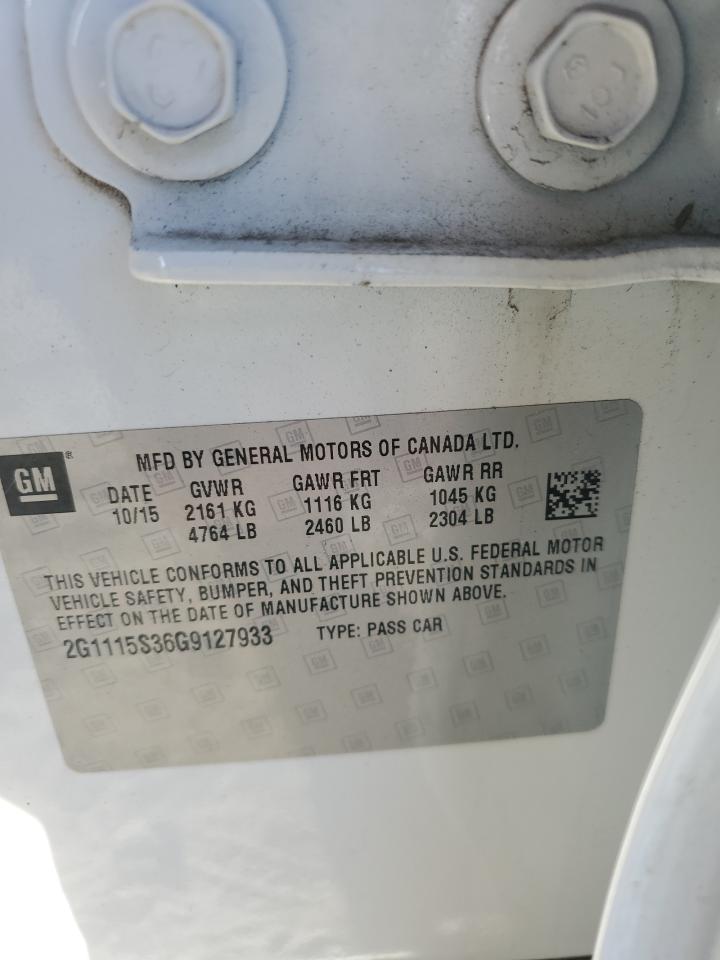 GM
MFD BY GENERAL MOTORS OF CANADA LTD.
DATE GVWR GAWR FRT GAWR RR
10/15 2161 KG 1116 KG 1045 KG
4764 LB 2460 LB 2304 LB
THIS VEHICLE CONFORMS TO ALL APPLICABLE U.S. FEDERAL MOTOR
VEHICLE SAFETY, BUMPER, AND THEFT PREVENTION STANDARDS IN
EFFECT ON THE DATE OF MANUFACTURE SHOWN ABOVE.
2G1115S36G9127933 TYPE: PASS CAR